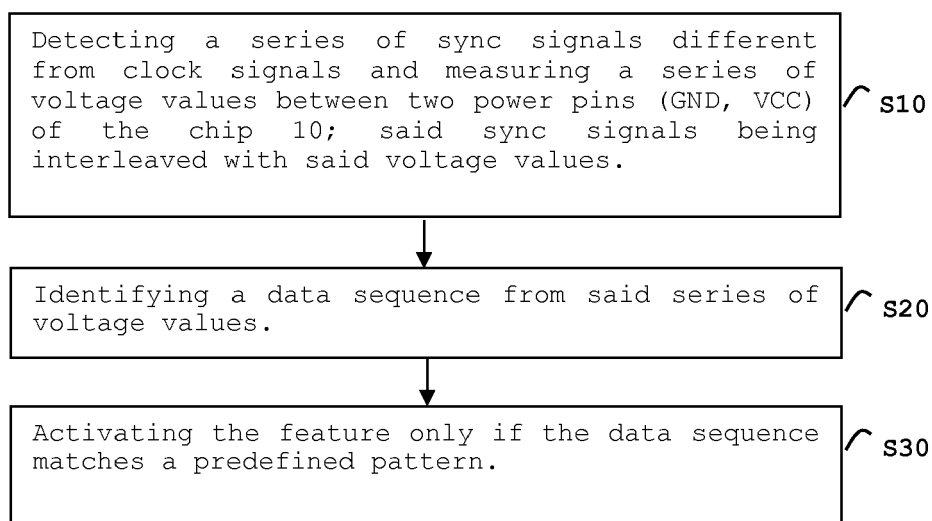 Detecting a series of sync signals different
from clock signals and measuring a series of
voltage values between two power pins (GND, VCC)
of the chip 10; said sync signals being
interleaved with said voltage values.
S10
Identifying a data sequence from said series of
voltage values.
S20
Activating the feature only if the data sequence
matches a predefined pattern.
S30